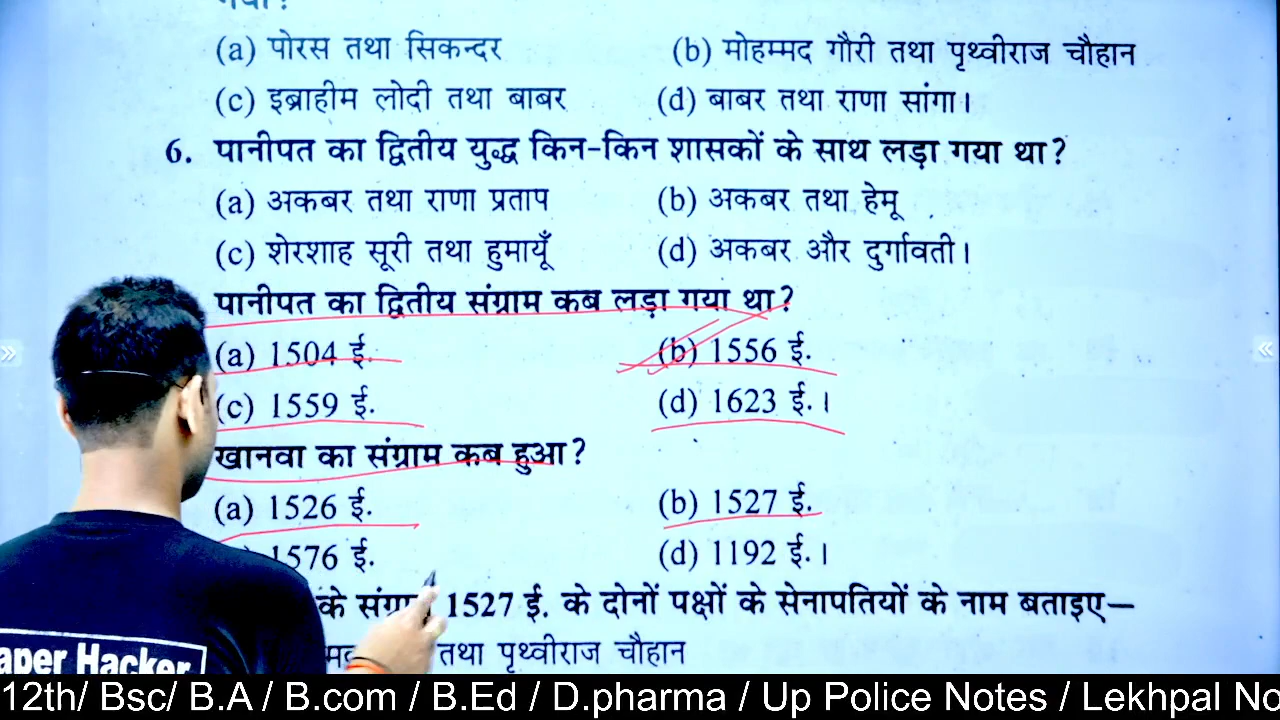 (a) पोरस तथा सिकन्दर (b) मोहम्मद गौरी तथा पृथ्वीराज चौहान
(c) इब्राहीम लोदी तथा बाबर (d) बाबर तथा राणा सांगा।
6. पानीपत का द्वितीय युद्ध किन-किन शासकों के साथ लड़ा गया था?
(a) अकबर तथा राणा प्रताप (b) अकबर तथा हेमू
(c) शेरशाह सूरी तथा हुमायूँ (d) अकबर और दुर्गावती।
पानीपत का द्वितीय संग्राम कब लड़ा गया था?
(a) 1504 ई. (b) 1556 ई.
(c) 1559 ई. (d) 1623 ई.।
खानवा का संग्राम कब हुआ?
(a) 1526 ई. (b) 1527 ई.
1576 ई. (d) 1192 ई.।
के 1527 ई. के दोनों पक्षों के सेनापतियों के नाम बताइए—
तथा पृथ्वीराज चौहान
aper Hacker
12th/ Bsc/ B.A / B.com / B.Ed / D.pharma / Up Police Notes / Lekhpal No